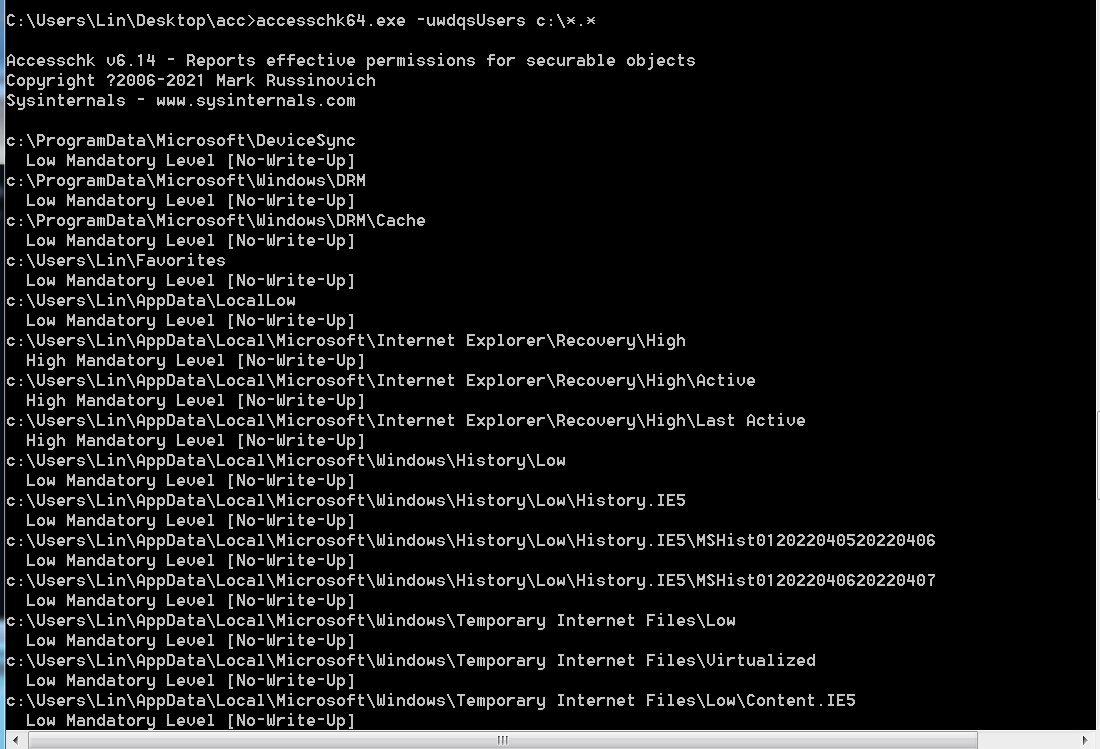 C:\Users\Lin\Desktop\acc>accesschk64.exe -uwdqsUsers c:\*.*
Accesschk v6.14 - Reports effective permissions for securable objects
Copyright ?2006-2021 Mark Russinovich
Sysinternals - www.sysinternals.com
c:\ProgramData\Microsoft\DeviceSync
  Low Mandatory Level [No-Write-Up]
c:\ProgramData\Microsoft\Windows\DRM
  Low Mandatory Level [No-Write-Up]
c:\ProgramData\Microsoft\Windows\DRM\Cache
  Low Mandatory Level [No-Write-Up]
c:\Users\Lin\Favorites
  Low Mandatory Level [No-Write-Up]
c:\Users\Lin\AppData\LocalLow
  Low Mandatory Level [No-Write-Up]
c:\Users\Lin\AppData\Local\Microsoft\Internet Explorer\Recovery\High
  High Mandatory Level [No-Write-Up]
c:\Users\Lin\AppData\Local\Microsoft\Internet Explorer\Recovery\High\Active
  High Mandatory Level [No-Write-Up]
c:\Users\Lin\AppData\Local\Microsoft\Internet Explorer\Recovery\High\Last Active
  High Mandatory Level [No-Write-Up]
c:\Users\Lin\AppData\Local\Microsoft\Windows\History\Low
  Low Mandatory Level [No-Write-Up]
c:\Users\Lin\AppData\Local\Microsoft\Windows\History\Low\History.IE5
  Low Mandatory Level [No-Write-Up]
c:\Users\Lin\AppData\Local\Microsoft\Windows\History\Low\History.IE5\MSHist012022040520220406
  Low Mandatory Level [No-Write-Up]
c:\Users\Lin\AppData\Local\Microsoft\Windows\History\Low\History.IE5\MSHist012022040620220407
  Low Mandatory Level [No-Write-Up]
c:\Users\Lin\AppData\Local\Microsoft\Windows\Temporary Internet Files\Low
  Low Mandatory Level [No-Write-Up]
c:\Users\Lin\AppData\Local\Microsoft\Windows\Temporary Internet Files\Virtualized
  Low Mandatory Level [No-Write-Up]
c:\Users\Lin\AppData\Local\Microsoft\Windows\Temporary Internet Files\Low\Content.IE5
  Low Mandatory Level [No-Write-Up]